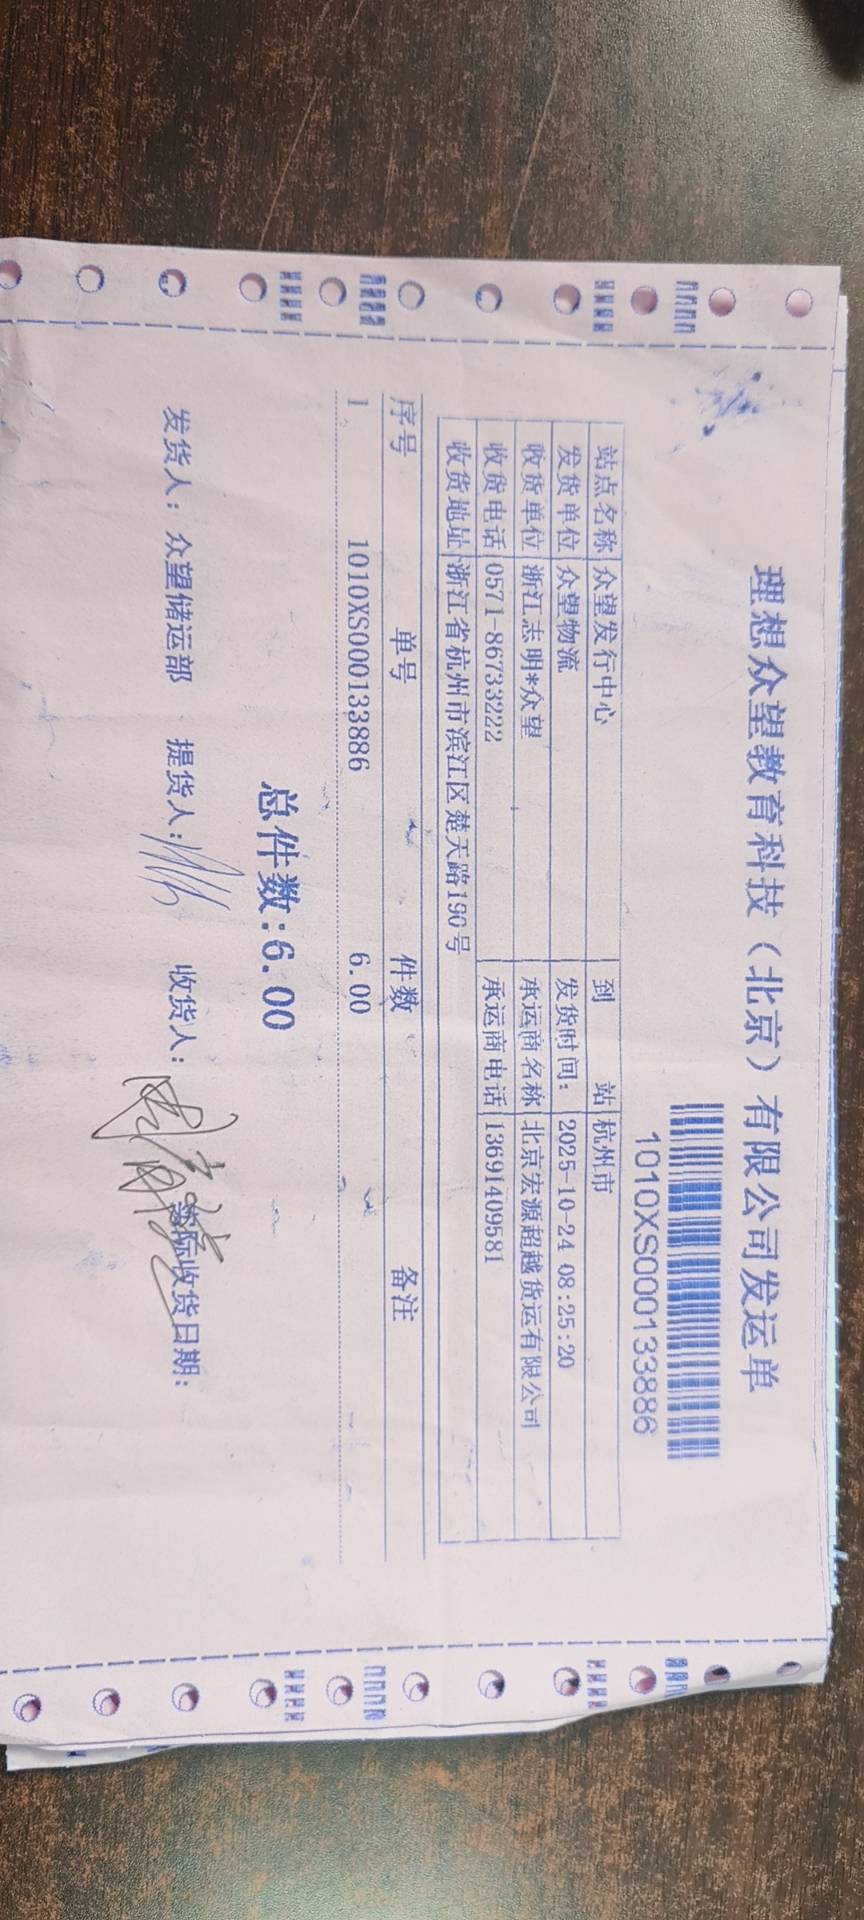 理想众望教育科技（北京）有限公司发运单
1010XS000133886
站点名称 众望发行中心 到 站 杭州市
发货单位 众望物流 发货时间: 2025-10-24 08:25:20
收货单位 浙江志明*众望 承运商名称 北京宏源超越货运有限公司
收货电话 0571-86733222 承运商电话 13691409581
收货地址 浙江省杭州市滨江区楚天路190号
序号 单号 件数 备注
1 1010XS000133886 6.00
总件数:6.00
发货人: 众望储运部 提货人: 收货人: 实际收货日期: